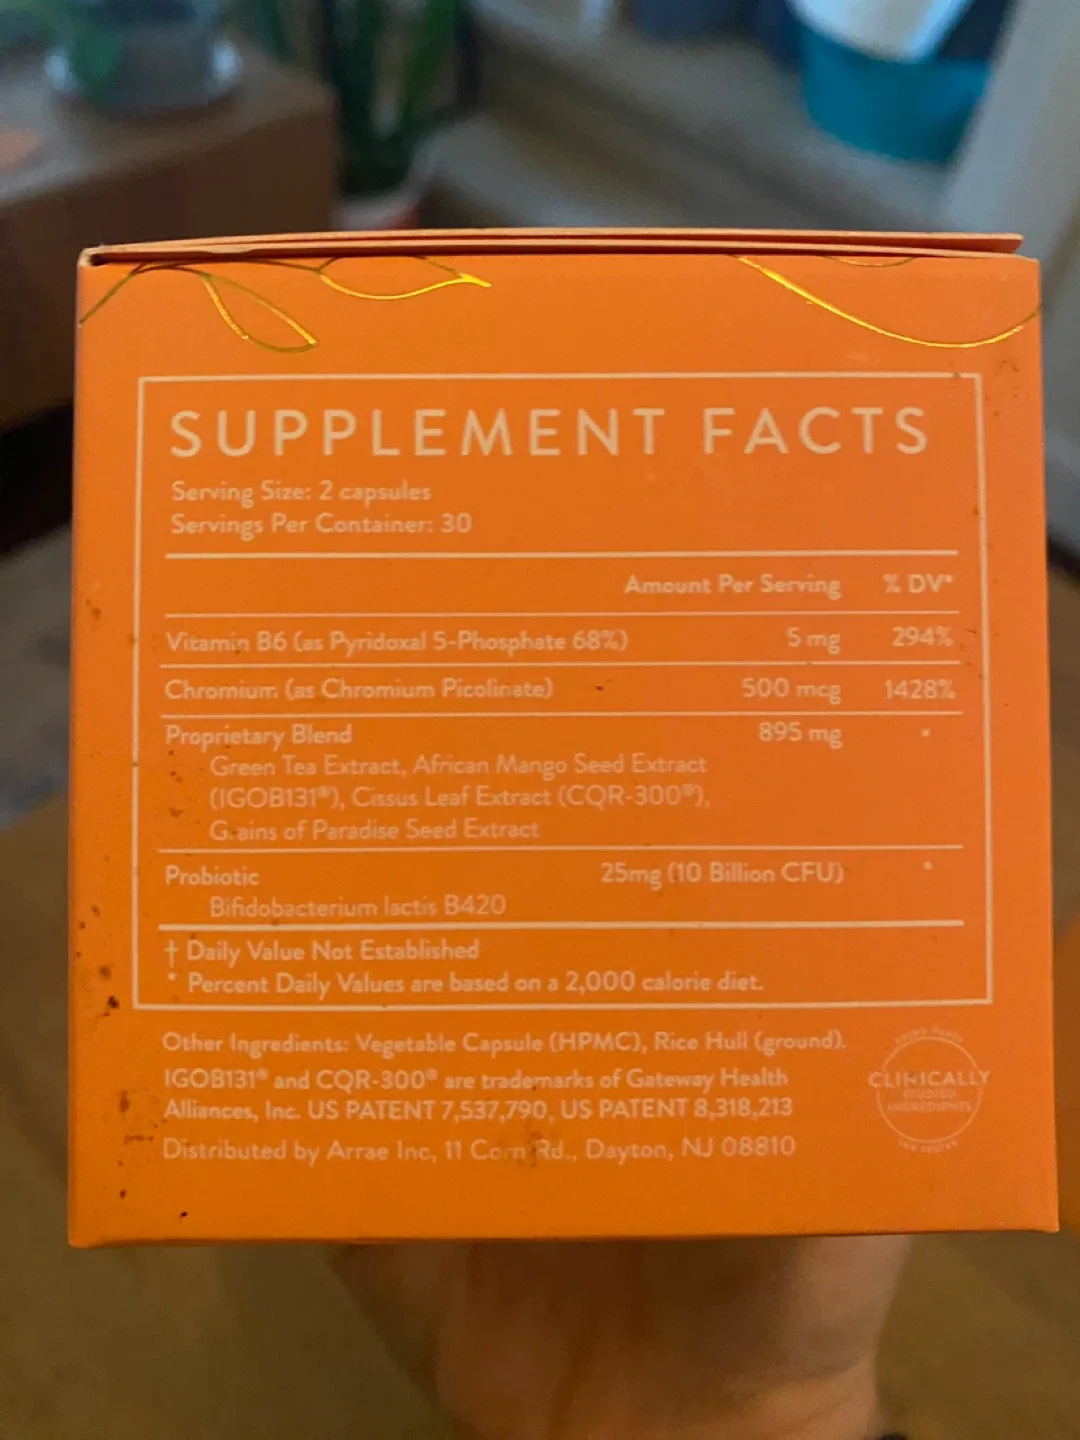 SUPPLEMENT FACTS
Serving Size: 2 capsules
Servings Per Container: 30
Amount Per Serving % DV*
Vitamin B6 (as Pyridoxal 5-Phosphate 68%) 5 mg 294%
Chromium (as Chromium Picolinate) 500 mcg 1428%
Proprietary Blend 895 mg *
Green Tea Extract, African Mango Seed Extract
(IGOB131®), Cissus Leaf Extract (CQR-300®),
Grains of Paradise Seed Extract
Probiotic 25mg (10 Billion CFU) *
Bifidobacterium lactis B420
† Daily Value Not Established
* Percent Daily Values are based on a 2,000 calorie diet.
Other Ingredients: Vegetable Capsule (HPMC), Rice Hull (ground).
IGOB131® and CQR-300® are trademarks of Gateway Health
Alliances, Inc. US PATENT 7,537,790, US PATENT 8,318,213
Distributed by Arrae Inc, 11 Corn Rd., Dayton, NJ 08810
CLINICALLY
STUDIED
INGREDIENTS